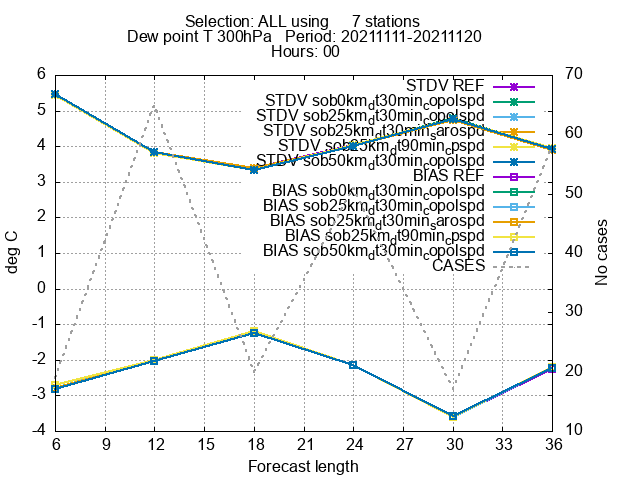 Selection: ALL using 7 stations
Dew point T 300hPa Period: 20211111-20211120
Hours: 00
STDV REF
STDV sob0km_dt30min_copolspd
STDV sob25km_dt30min_copolspd
STDV sob25km_dt30min_sarospd
STDV sob25km_dt90min_cpspd
STDV sob50km_dt30min_copolspd
BIAS REF
BIAS sob0km_dt30min_copolspd
BIAS sob25km_dt30min_copolspd
BIAS sob25km_dt30min_sarospd
BIAS sob25km_dt90min_cpspd
BIAS sob50km_dt30min_copolspd
CASES
deg C
6
5
4
3
2
1
0
-1
-2
-3
-4
No cases
70
60
50
40
30
20
10
6 9 12 15 18 21 24 27 30 33 36
Forecast length